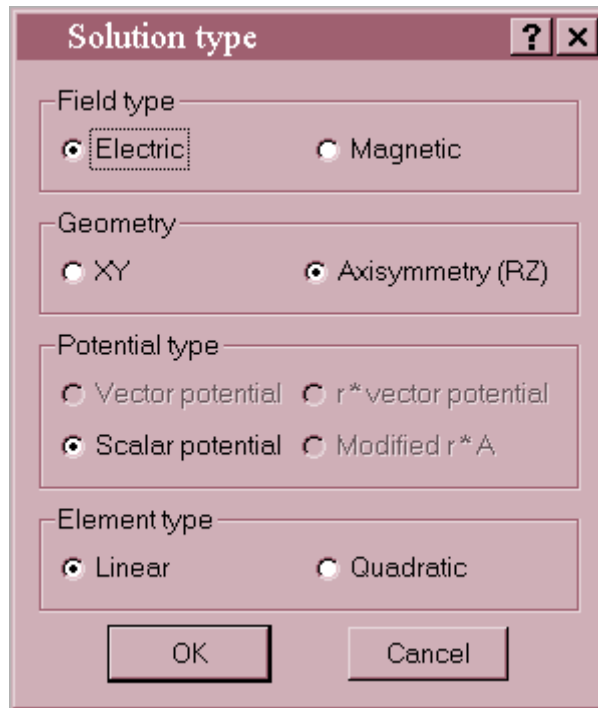 Solution type
Field type
Electric Magnetic
Geometry
XY Axisymmetry (RZ)
Potential type
Vector potential r*vector potential
Scalar potential Modified r*A
Element type
Linear Quadratic
OK Cancel